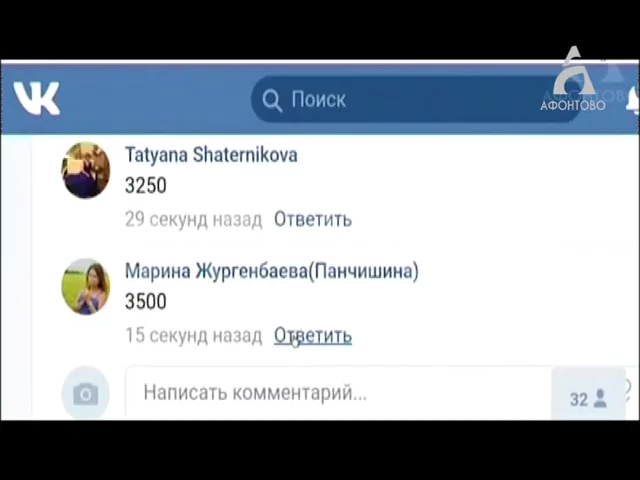 АФОНТОВО
VK
Поиск
Tatyana Shaternikova
3250
29 секунд назад Ответить
Марина Жургенбаева(Панчишина)
3500
15 секунд назад Ответить
Написать комментарий...
32